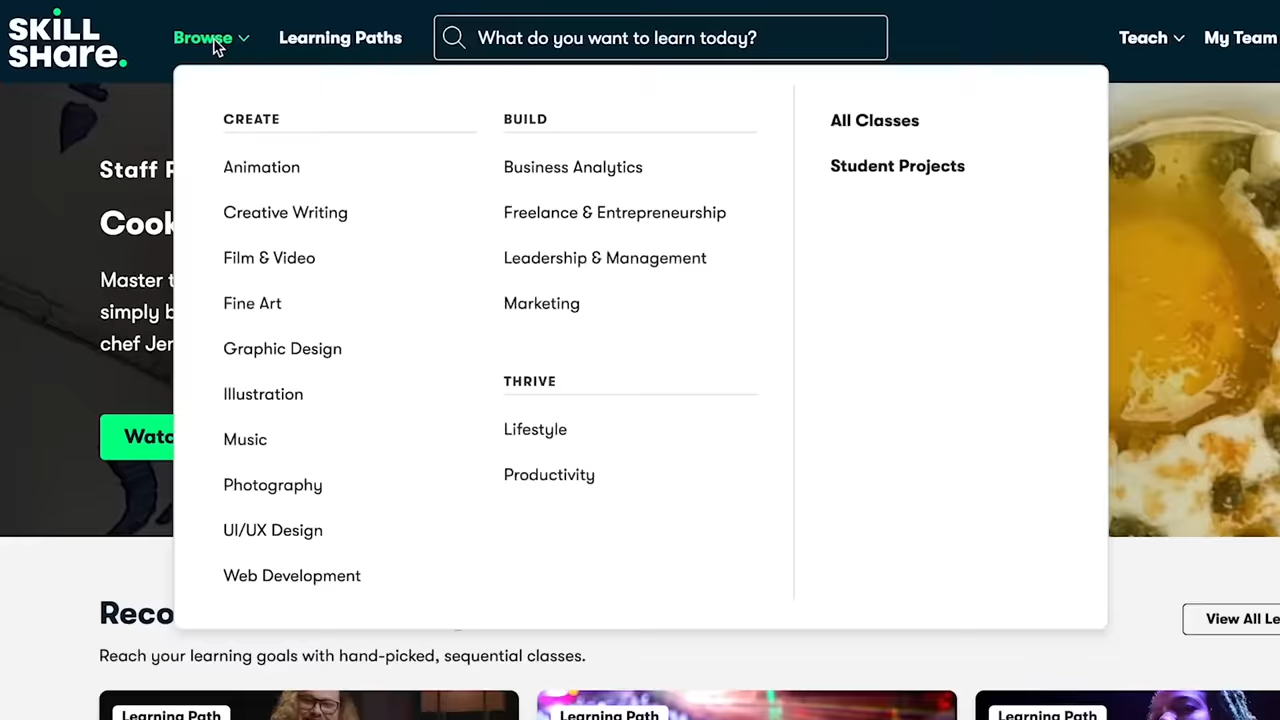 SKILL
SHARE.
Browse
Learning Paths
What do you want to learn today?
Teach
My Team
CREATE
Animation
Creative Writing
Film & Video
Fine Art
Graphic Design
Illustration
Music
Photography
UI/UX Design
Web Development
BUILD
Business Analytics
Freelance & Entrepreneurship
Leadership & Management
Marketing
THRIVE
Lifestyle
Productivity
All Classes
Student Projects
Staff
Master
simply
chef Jer
Reco
View All Le
Reach your learning goals with hand-picked, sequential classes.
Learning Path
Learning Path
Learning Path